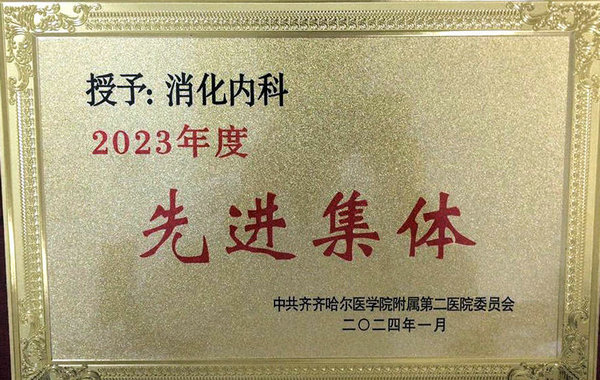 授予：消化内科
2023年度
先进集体
中共齐齐哈尔医学院附属第二医院委员会
二〇二四年一月